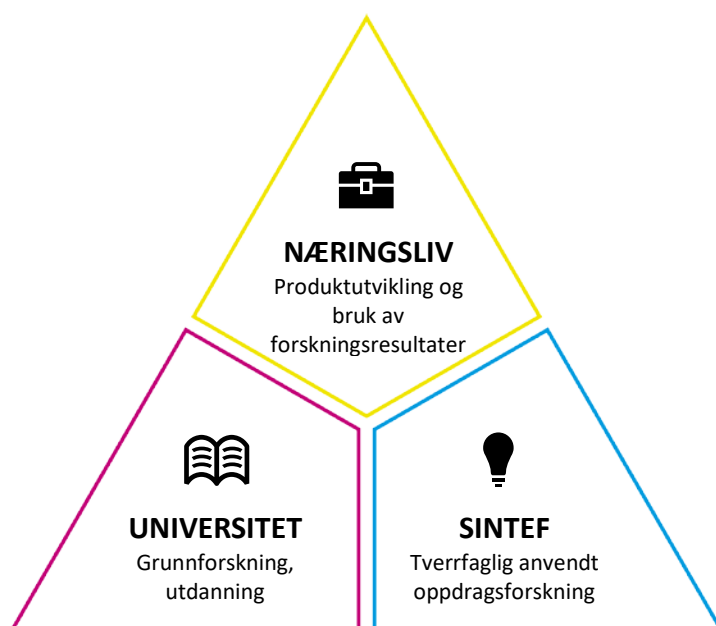 NÆRINGSLIV
Produktutvikling og
bruk av
forskningsresultater
UNIVERSITET
Grunnforskning,
utdanning
SINTEF
Tverrfaglig anvendt
oppdragsforskning